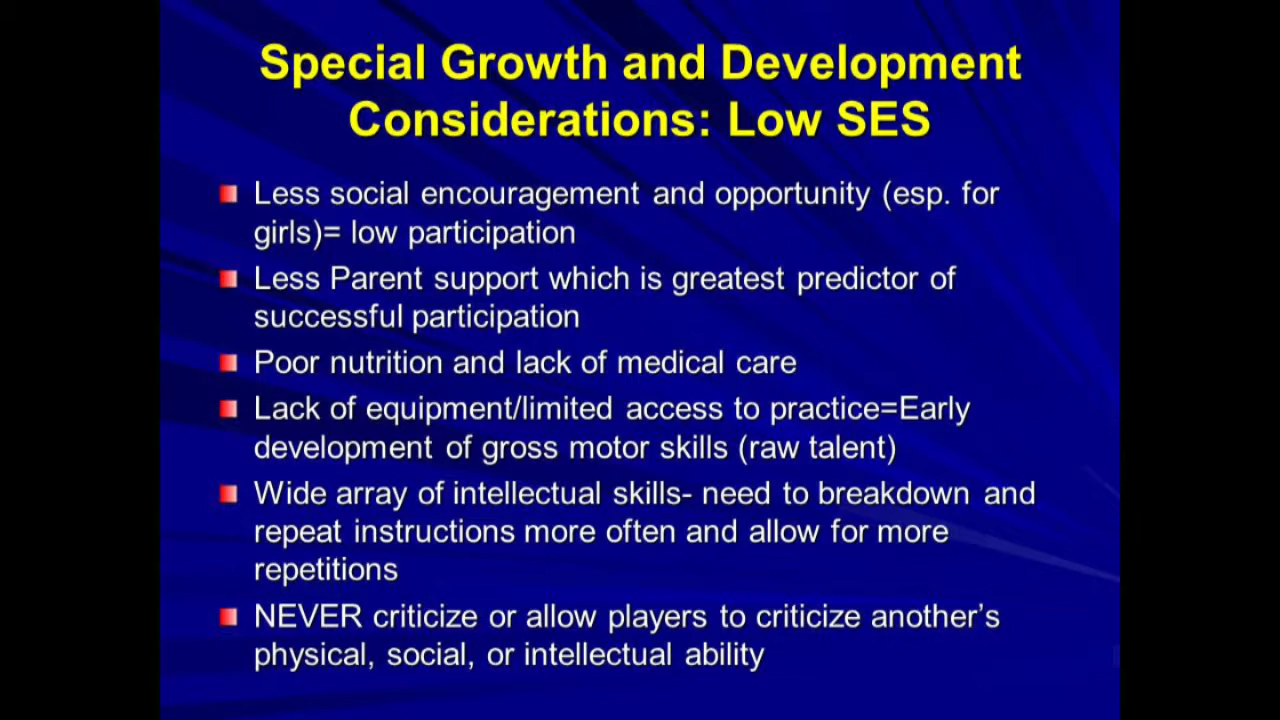 Special Growth and Development
Considerations: Low SES
Less social encouragement and opportunity (esp. for
girls)= low participation
Less Parent support which is greatest predictor of
successful participation
Poor nutrition and lack of medical care
Lack of equipment/limited access to practice=Early
development of gross motor skills (raw talent)
Wide array of intellectual skills- need to breakdown and
repeat instructions more often and allow for more
repetitions
NEVER criticize or allow players to criticize another’s
physical, social, or intellectual ability